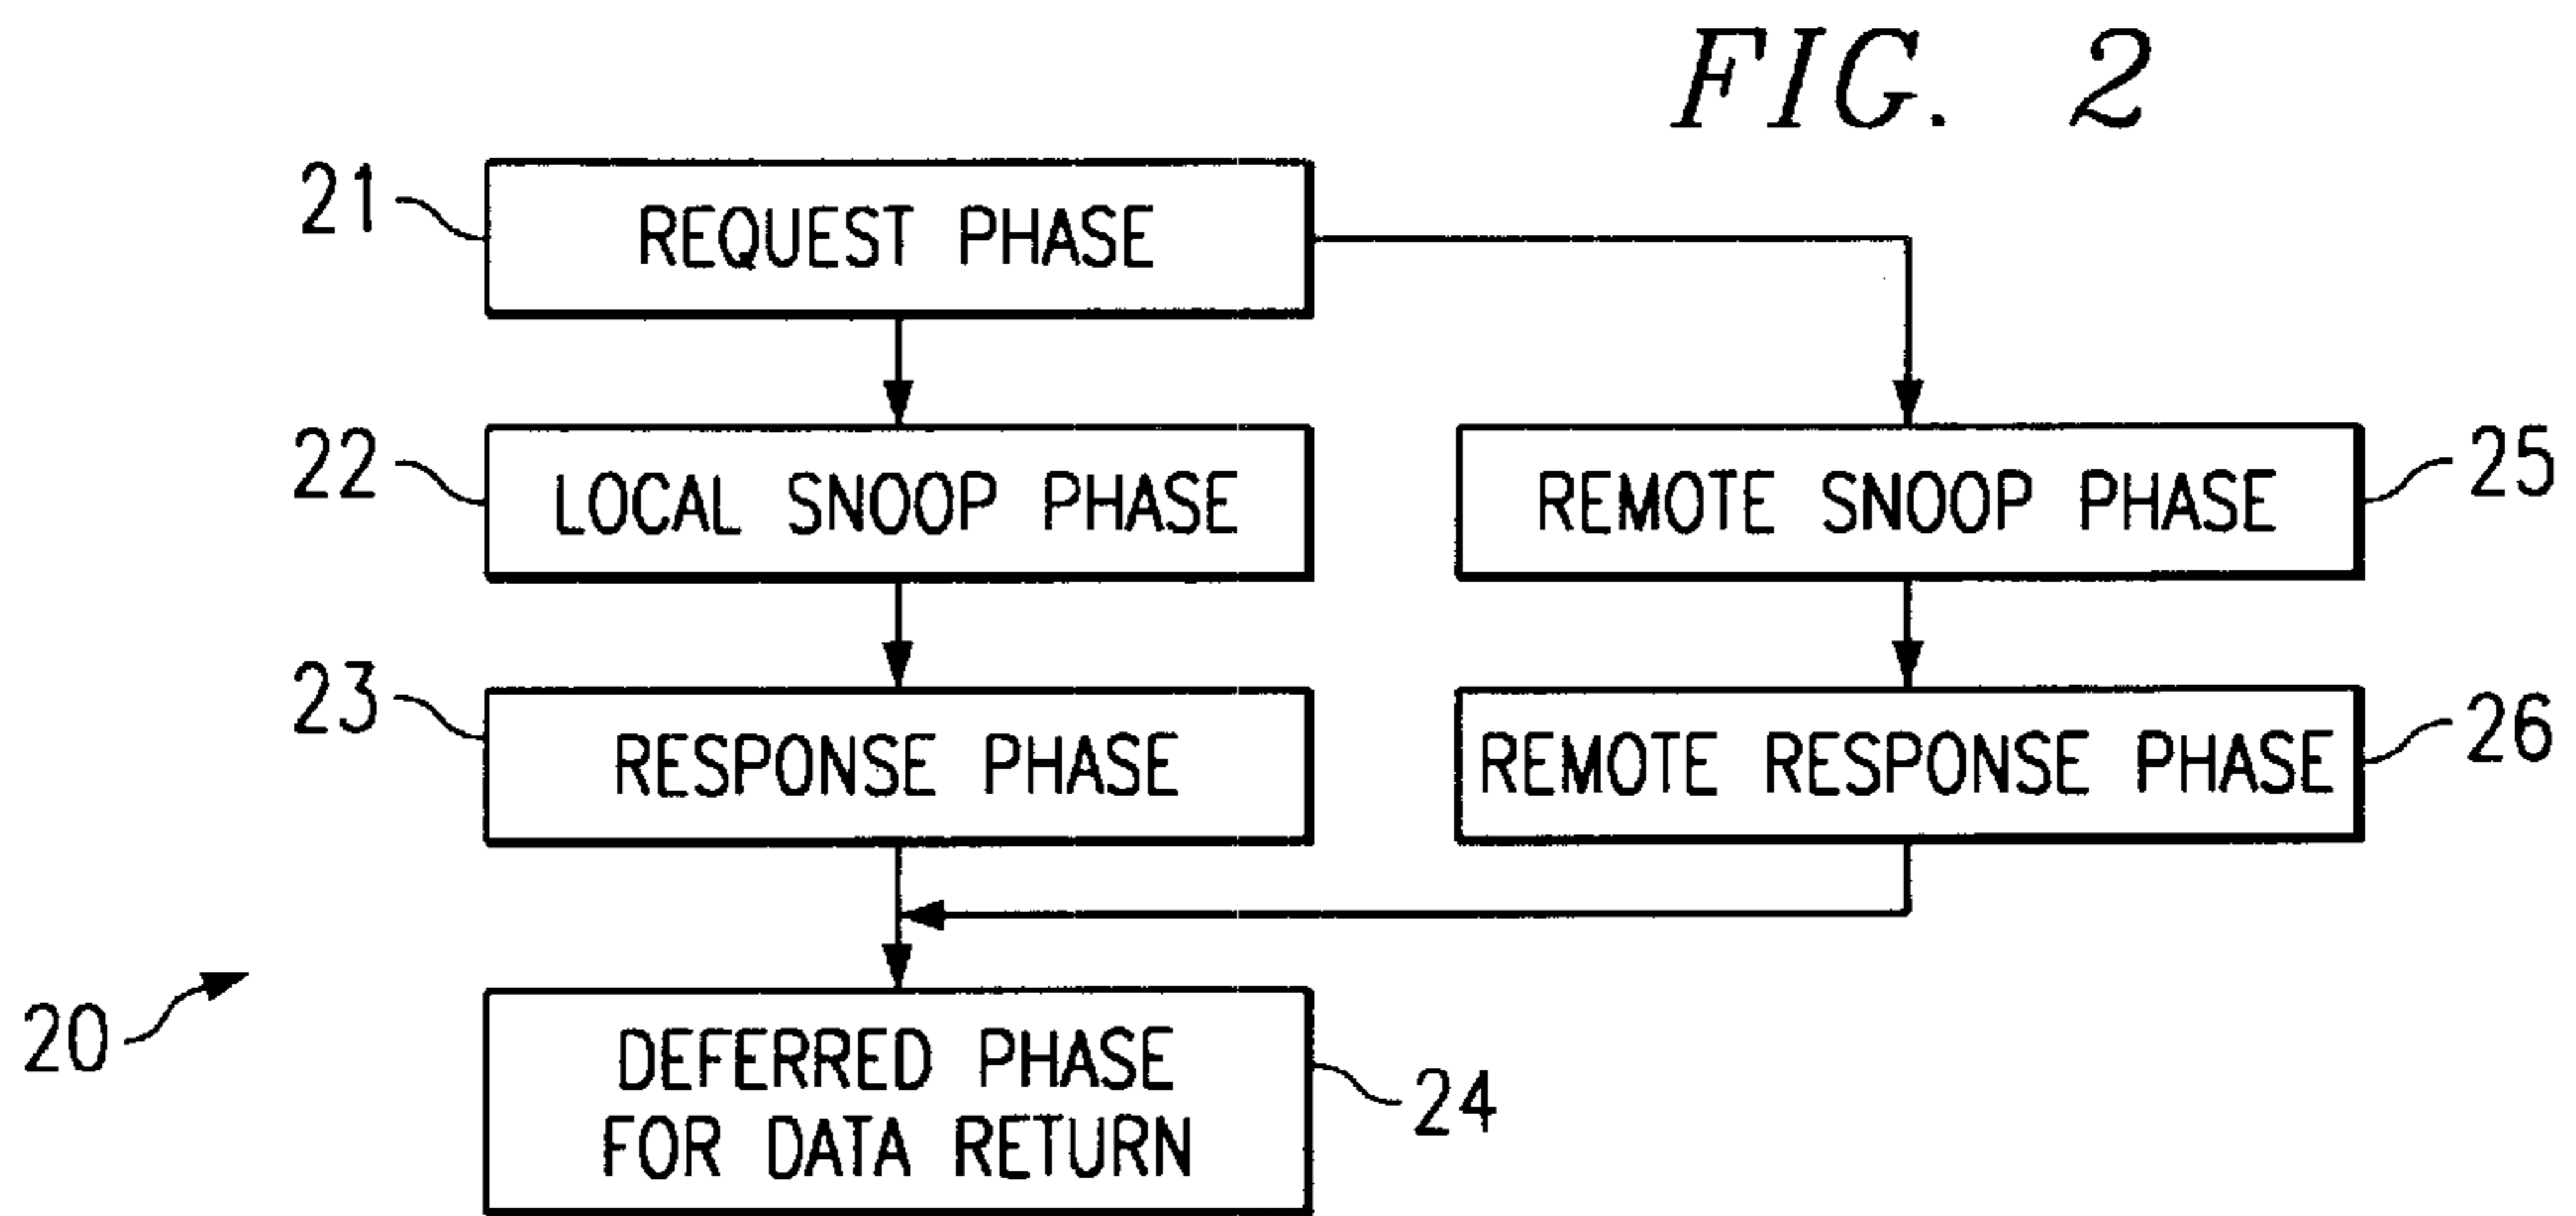 FIG. 2
21
REQUEST PHASE
22
LOCAL SNOOP PHASE
REMOTE SNOOP PHASE
25
23
RESPONSE PHASE
REMOTE RESPONSE PHASE
26
20
DEFERRED PHASE
FOR DATA RETURN
24